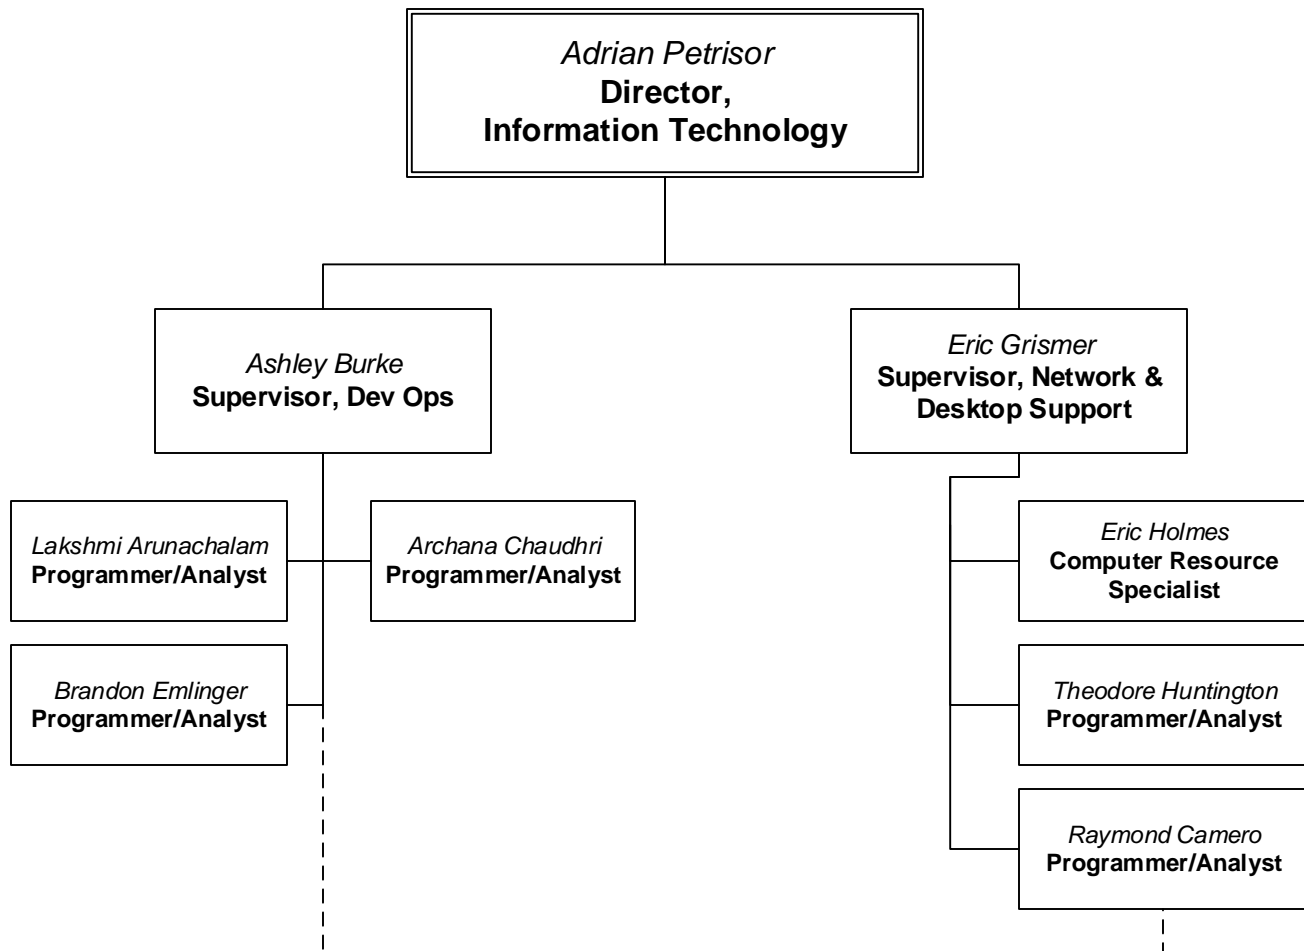 Adrian Petrisor
Director,
Information Technology
Ashley Burke
Supervisor, Dev Ops
Eric Grismer
Supervisor, Network &
Desktop Support
Lakshmi Arunachalam
Programmer/Analyst
Archana Chaudhri
Programmer/Analyst
Eric Holmes
Computer Resource
Specialist
Brandon Emlinger
Programmer/Analyst
Theodore Huntington
Programmer/Analyst
Raymond Camero
Programmer/Analyst